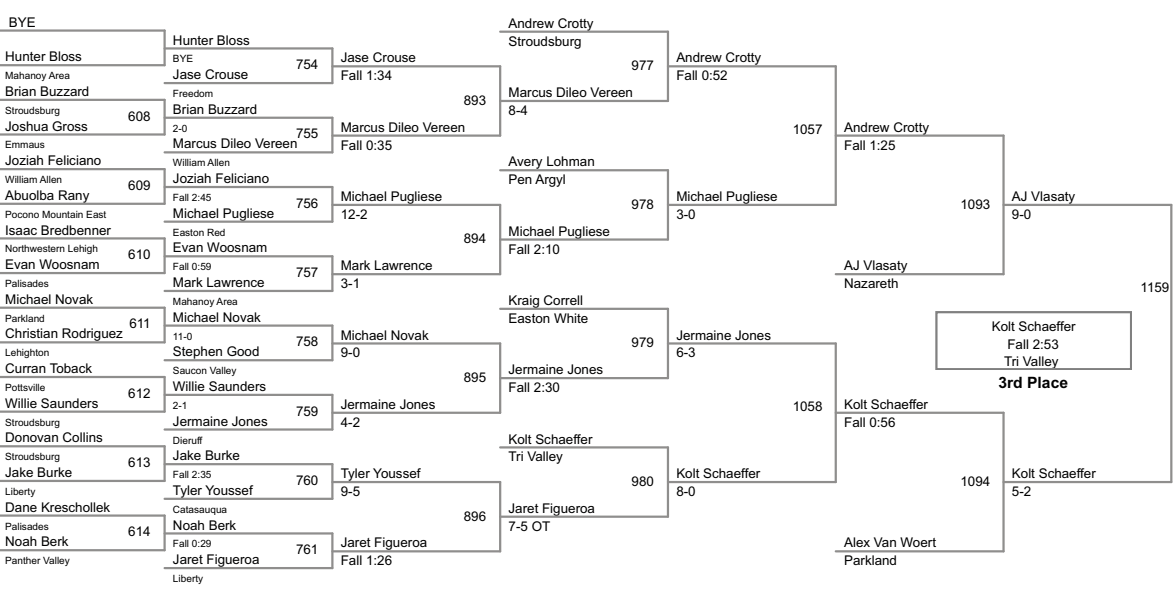 BYE
Hunter Bloss
Mahanoy Area
Brian Buzzard
Stroudsburg
608
Joshua Gross
Emmaus
Joziah Feliciano
William Allen
609
Abuolba Rany
Pocono Mountain East
Isaac Bredbenner
Northwestern Lehigh
610
Evan Woosnam
Palisades
Michael Novak
Parkland
611
Christian Rodriguez
Lehighton
Curran Toback
Pottsville
612
Willie Saunders
Stroudsburg
Donovan Collins
Stroudsburg
613
Jake Burke
Liberty
Dane Kreschollek
Palisades
614
Noah Berk
Panther Valley
Hunter Bloss
BYE
754
Jase Crouse
Freedom
Brian Buzzard
2-0
755
Marcus Dileo Vereen
William Allen
Joziah Feliciano
Fall 2:45
756
Michael Pugliese
Easton Red
Evan Woosnam
Fall 0:59
757
Mark Lawrence
Mahanoy Area
Michael Novak
11-0
758
Stephen Good
Saucon Valley
Willie Saunders
2-1
759
Jermaine Jones
Dieruff
Jake Burke
Fall 2:35
760
Tyler Youssef
Catasauqua
Noah Berk
Fall 0:29
761
Jaret Figueroa
Liberty
Jase Crouse
Fall 1:34
893
Marcus Dileo Vereen
Fall 0:35
Michael Pugliese
12-2
894
Mark Lawrence
3-1
Michael Novak
9-0
895
Jermaine Jones
4-2
Tyler Youssef
9-5
896
Jaret Figueroa
Fall 1:26
Andrew Crotty
Stroudsburg
977
Marcus Dileo Vereen
8-4
Avery Lohman
Pen Argyl
978
Michael Pugliese
Fall 2:10
Kraig Correll
Easton White
979
Jermaine Jones
Fall 2:30
Kolt Schaeffer
Tri Valley
980
Jaret Figueroa
7-5 OT
Andrew Crotty
Fall 0:52
1057
Michael Pugliese
3-0
Jermaine Jones
6-3
1058
Kolt Schaeffer
8-0
Andrew Crotty
Fall 1:25
1093
AJ Vlasaty
Nazareth
Kolt Schaeffer
Fall 0:56
1094
Alex Van Woert
Parkland
AJ Vlasaty
9-0
1159
Kolt Schaeffer
5-2
Kolt Schaeffer
Fall 2:53
Tri Valley
3rd Place